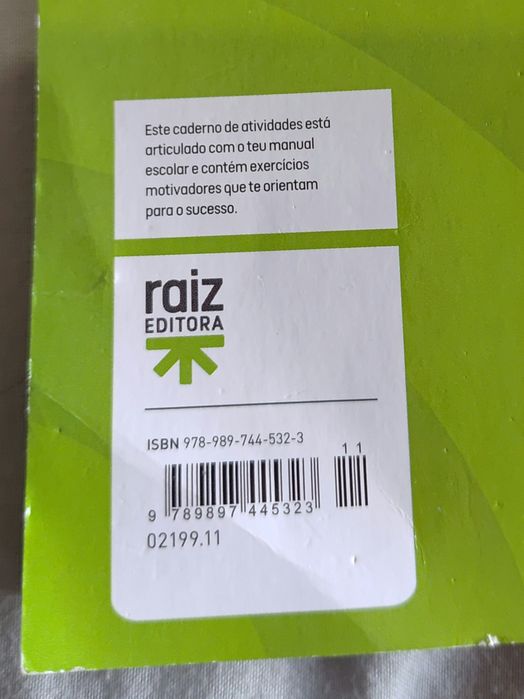 Este caderno de atividades está
articulado com o teu manual
escolar e contém exercícios
motivadores que te orientam
para o sucesso.
raiz
EDITORA
ISBN 978-989-744-532-3
11
9 789897 445323
02199.11